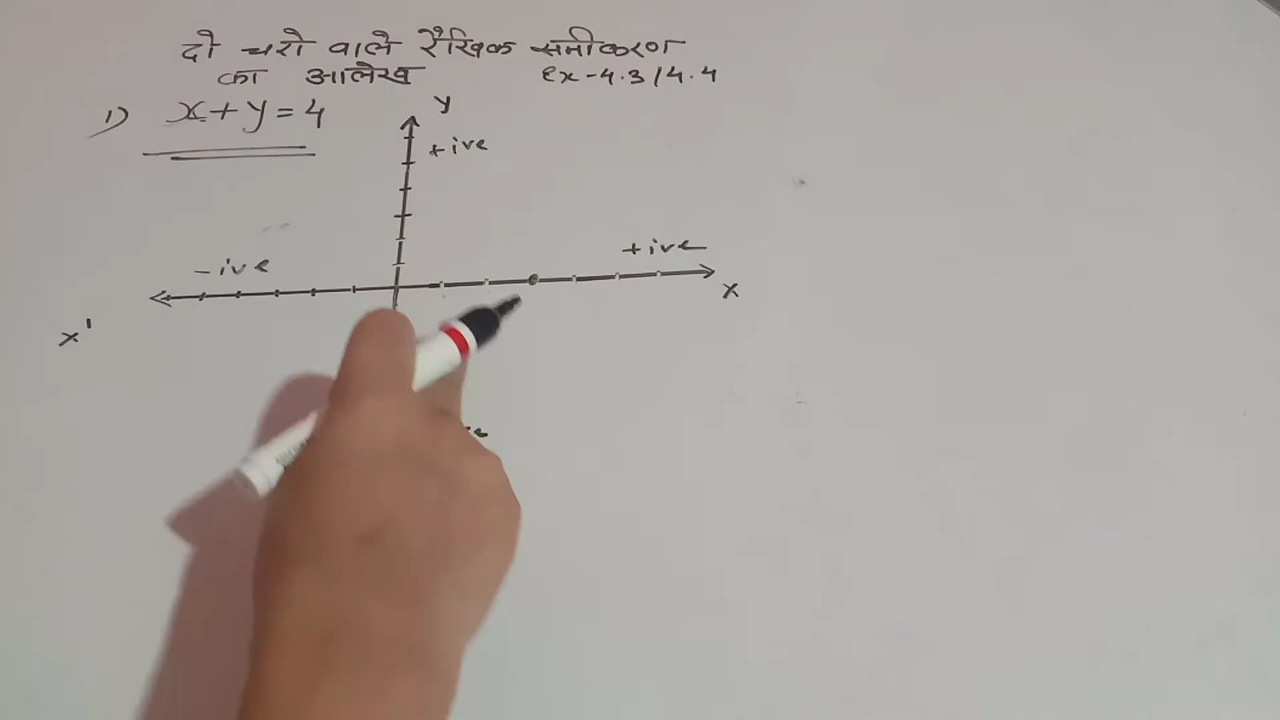 दो चरो वाले रैखिक समीकरण
का आलेख Ex-4.3/4.4
1) x+y=4
y
+ive
-ive
+ive
x
x'